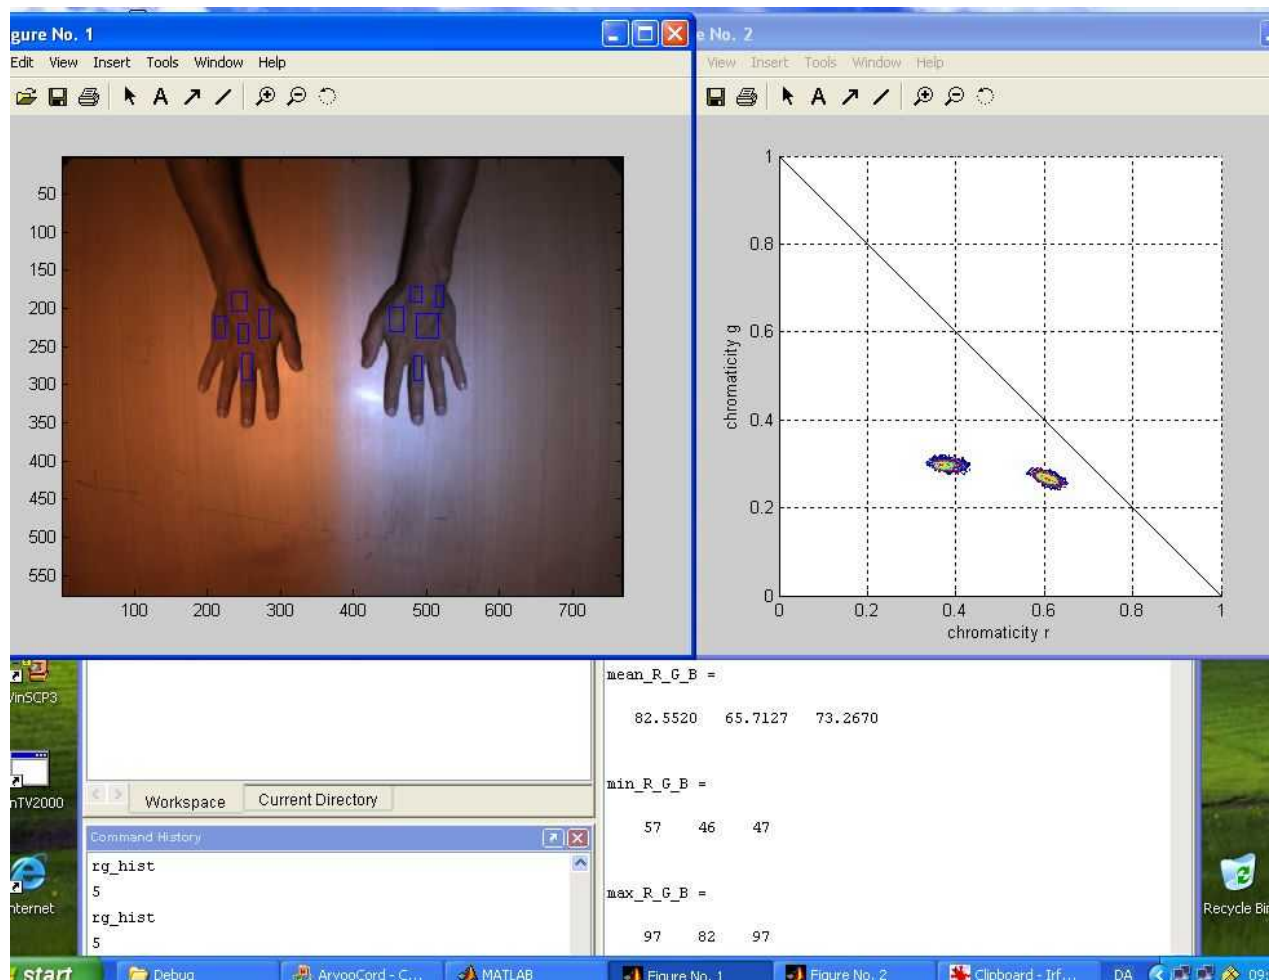 gure No. 1
Edit View Insert Tools Window Help
A
50
100
150
200
250
300
350
400
450
500
550
100 200 300 400 500 600 700
e No. 2
View Insert Tools Window Help
A
1
0.8
0.6
0.4
0.2
0
chromaticity g
0 0.2 0.4 0.6 0.8 1
chromaticity r
VinSCP3
nTV2000
nternet
Workspace Current Directory
Command History
rg_hist
5
rg_hist
5
mean_R_G_B =
82.5520 65.7127 73.2670
min_R_G_B =
57 46 47
max_R_G_B =
97 82 97
Recycle Bin
start Debug ArvooCord - C... MATLAB Figure No. 1 Figure No. 2 Clipboard - Irf... DA 09: